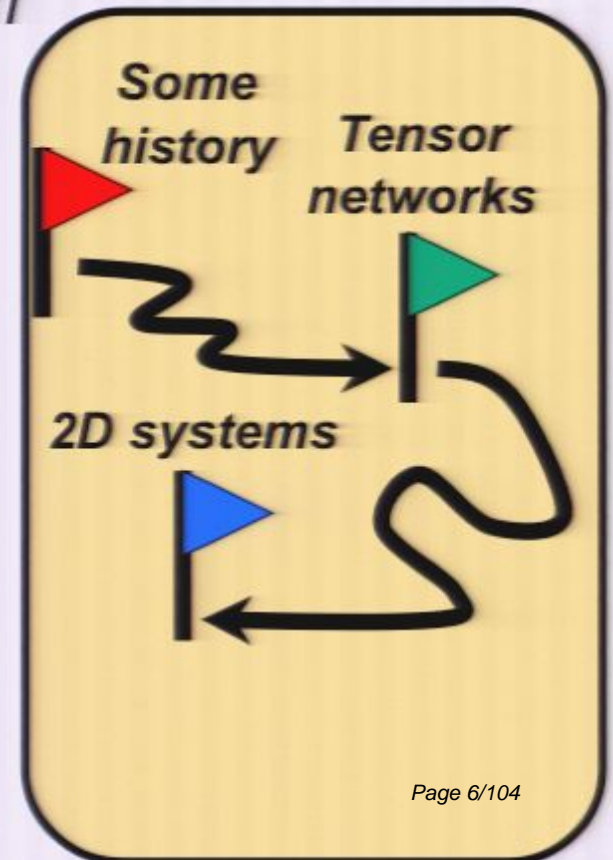 Some
history
Tensor
networks
2D systems
Page 6/104